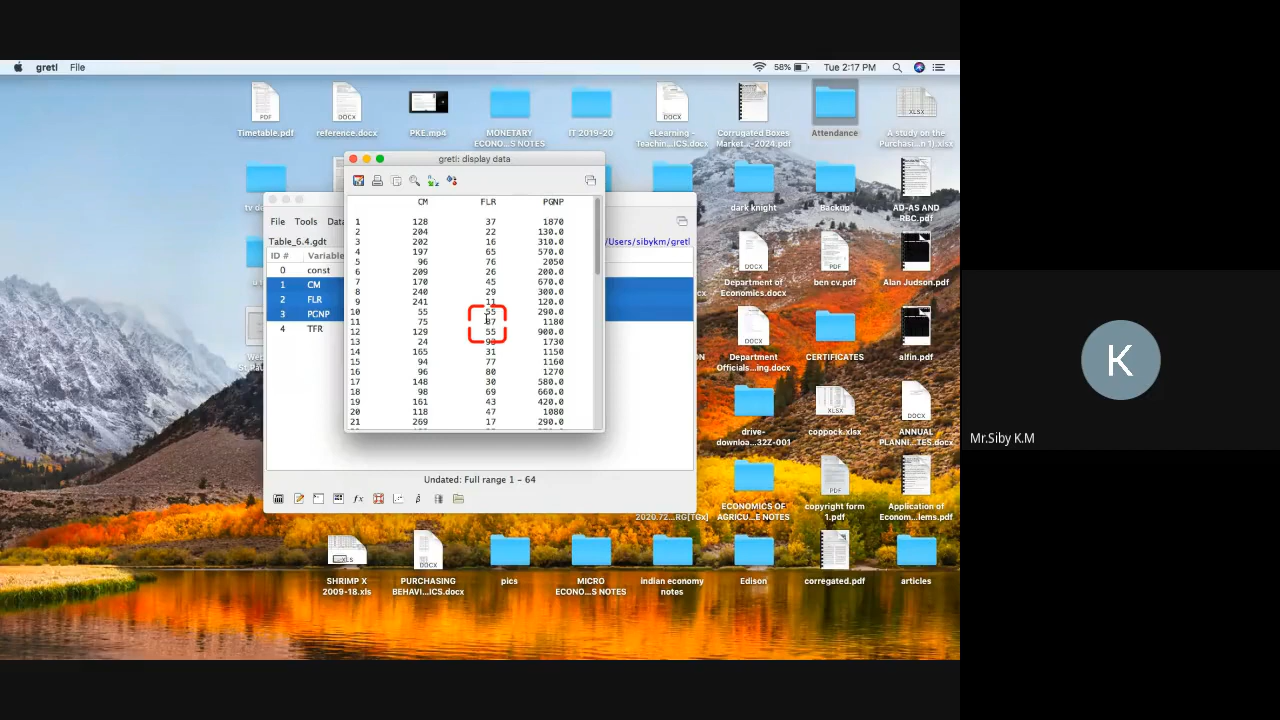 gretl File 58% Tue 2:17 PM
Timetable.pdf reference.docx PKE.mp4 MONETARY IT 2019-20 eLearning - Corrugated Boxes Attendance A study on the
ECONO...S NOTES Teachin...ICS.docx Market...-2024.pdf Purchasi...n 1).xlsx
gretl: display data
CM FLR PGNP
1 128 37 1870
2 204 22 130.0
3 202 16 310.0
4 197 65 570.0
5 96 76 2050
6 209 26 200.0
7 170 45 670.0
8 240 29 300.0
9 241 11 120.0
10 55 55 290.0
11 75 87 1180
12 129 55 900.0
13 24 93 1730
14 165 31 1150
15 94 77 1160
16 96 80 1270
17 148 30 580.0
18 98 69 660.0
19 161 43 420.0
20 118 47 1080
21 269 17 290.0
File Tools Data
Table_6.4.gdt /Users/sibykm/gretl
ID # Variable
0 const
1 CM
2 FLR
3 PGNP
4 TFR
Undated: Full range 1 - 64
dark knight Backup AD-AS AND
RBC.pdf
Department of ben cv.pdf Alan Judson.pdf
Economics.docx
Department CERTIFICATES alfin.pdf
Officials...ing.docx
drive- coppock.xlsx ANNUAL
downloa...32Z-001 PLANNI...TES.docx
ECONOMICS OF copyright form Application of
AGRICU...E NOTES 1.pdf Econom...lems.pdf
SHRIMP X PURCHASING pics MICRO indian economy Edison corregated.pdf articles
2009-18.xls BEHAVI...ICS.docx ECONO...S NOTES notes
K
Mr.Siby K.M